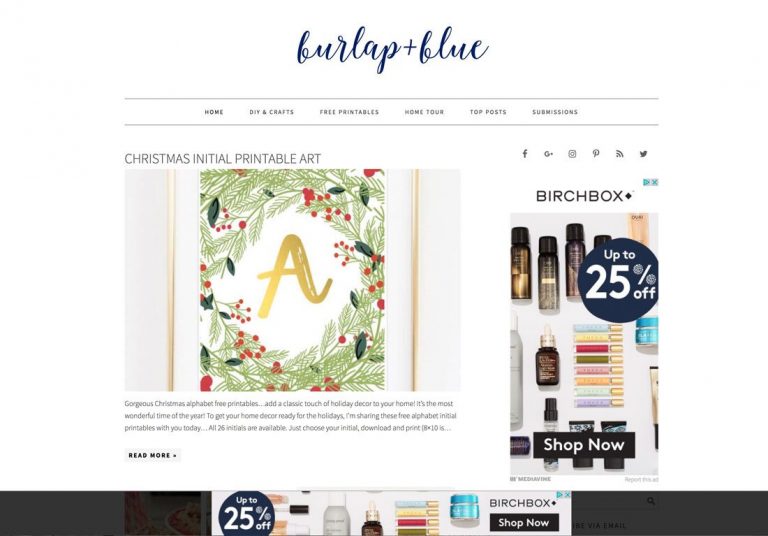 burlap+blue
HOME DIY & CRAFTS FREE PRINTABLES HOME TOUR TOP POSTS SUBMISSIONS
CHRISTMAS INITIAL PRINTABLE ART
A
Gorgeous Christmas alphabet free printables…add a classic touch of holiday decor to your home! It's the most
wonderful time of the year! To get your home decor ready for the holidays, I'm sharing these free alphabet initial
printables with you today… All 26 initials are available. Just choose your initial, download and print (8×10 is…
READ MORE »
BIRCHBOX
Up to
25%
off
Shop Now
MEDIAVINE Report this ad
Up to
25%
off
BIRCHBOX
Shop Now
VIA EMAIL